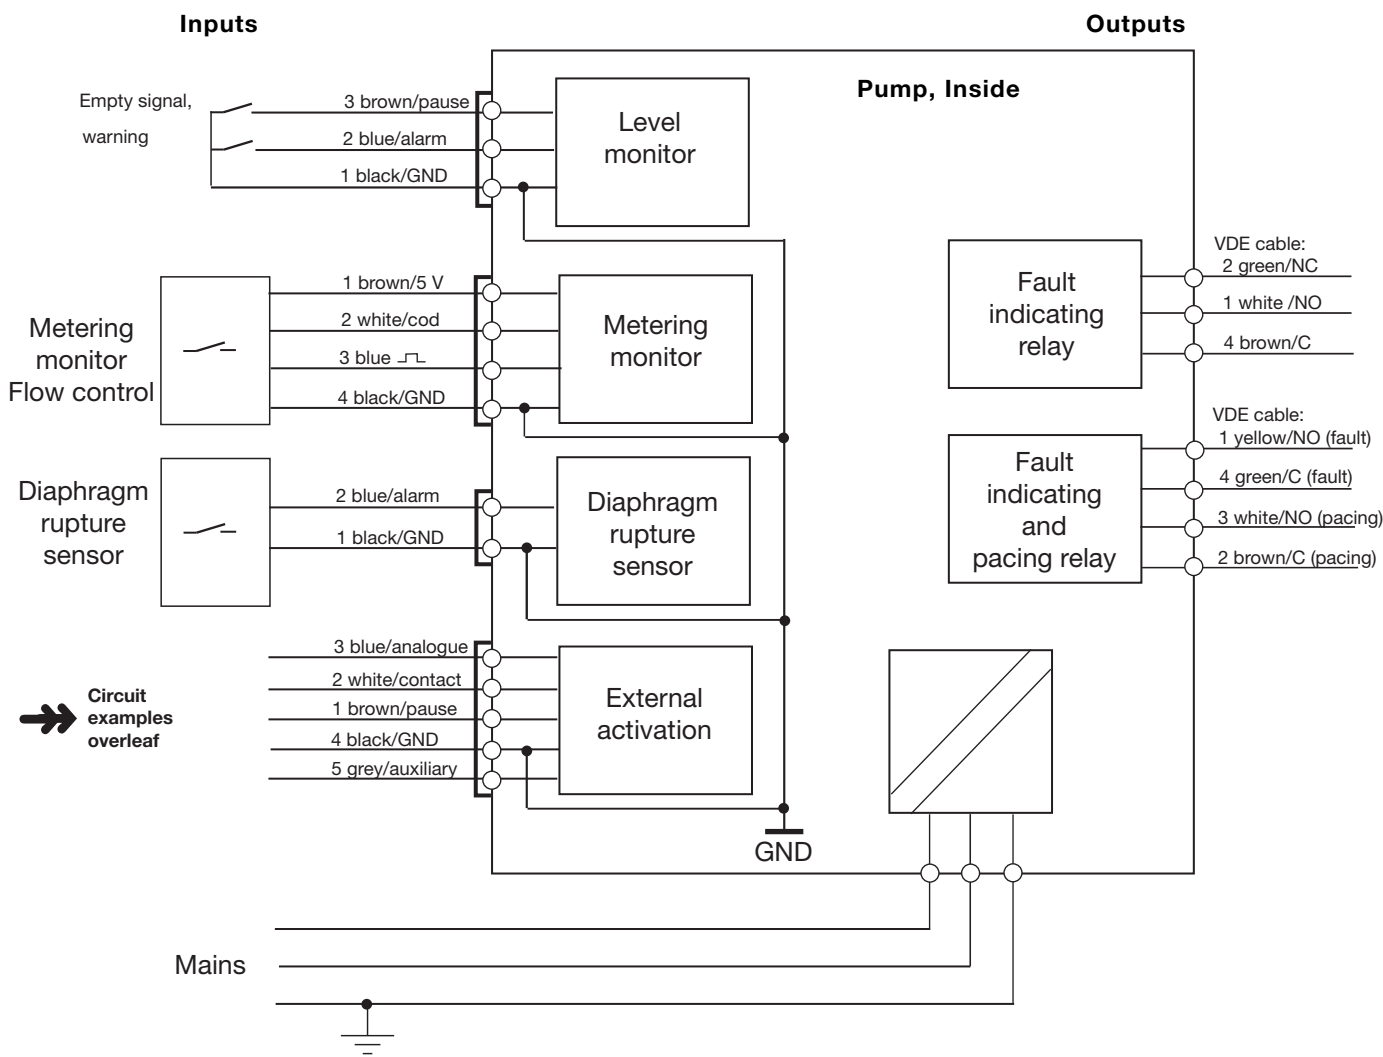 Inputs
Outputs
Pump, Inside
Empty signal,
warning
3 brown/pause
2 blue/alarm
1 black/GND
Level
monitor
Metering
monitor
Flow control
1 brown/5 V
2 white/cod
3 blue
4 black/GND
Metering
monitor
Diaphragm
rupture
sensor
2 blue/alarm
1 black/GND
Diaphragm
rupture
sensor
Circuit
examples
overleaf
3 blue/analogue
2 white/contact
1 brown/pause
4 black/GND
5 grey/auxiliary
External
activation
GND
Fault
indicating
relay
VDE cable:
2 green/NC
1 white /NO
4 brown/C
Fault
indicating
and
pacing relay
VDE cable:
1 yellow/NO (fault)
4 green/C (fault)
3 white/NO (pacing)
2 brown/C (pacing)
Mains